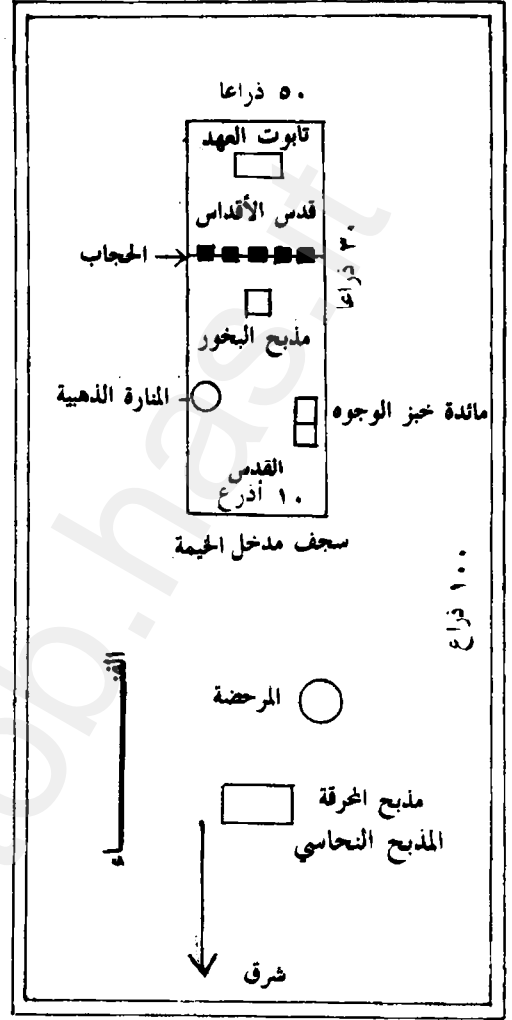 ٥٠ ذراعا
تابوت العهد
قدس الأقداس
الحجاب
٣٠ ذراعا
مذبح البخور
المنارة الذهبية
مائدة خبز الوجوه
القدس
١٠ أذرع
سجف مدخل الخيمة
١٠٠ ذراع
الفنـــاء
المرحضة
مذبح المحرقة
المذبح النحاسي
شرق